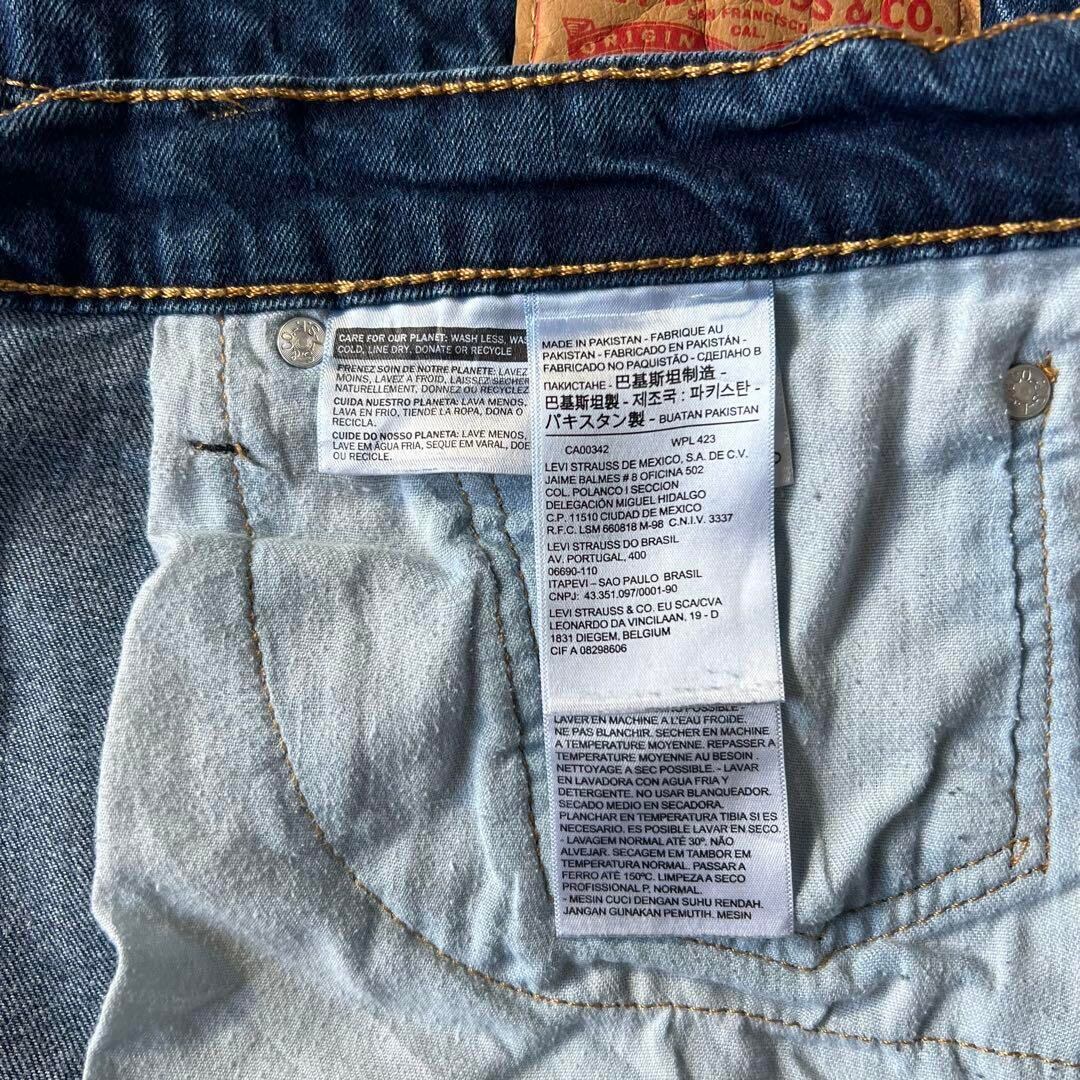 SS & CO.
SAN FRANCISCO
CAL.
ORIGIN
CARE FOR OUR PLANET: WASH LESS,
COLD, LINE DRY, DONATE OR RECYCLE
PRENEZ SOIN DE NOTRE PLANETE: LAVEZ
MOINS, LAVEZ A FROID, LAISSEZ SECHER
NATURELLEMENT, DONNEZ OU RECYCLEZ
CUIDA NUESTRO PLANETA: LAVA MENOS,
LAVA EN FRIO, TIENDE LA ROPA, DONA O
RECICLA.
CUIDE DO NOSSO PLANETA: LAVE MENOS,
LAVE EM ÁGUA FRIA, SEQUE EM VARAL, DOE
OU RECICLE.
MADE IN PAKISTAN - FABRIQUE AU
PAKISTAN - FABRICADO EN PAKISTÁN-
FABRICADO NO PAQUISTÃO - СДЕЛАНО В
ПАКИСТАНЕ - 巴基斯坦制造 -
巴基斯坦製 - 제조국 : 파키스탄 -
パキスタン製 - BUATAN PAKISTAN
CA00342 WPL 423
LEVI STRAUSS DE MEXICO, S.A. DE C.V.
JAIME BALMES # 8 OFICINA 502
COL. POLANCO I SECCION
DELEGACIÓN MIGUEL HIDALGO
C.P. 11510 CIUDAD DE MEXICO
R.F.C. LSM 660818 M-98 C.N.I.V. 3337
LEVI STRAUSS DO BRASIL
AV. PORTUGAL, 400
06690-110
ITAPEVI – SAO PAULO BRASIL
CNPJ: 43.351.097/0001-90
LEVI STRAUSS & CO. EU SCA/CVA
LEONARDO DA VINCILAAN, 19 - D
1831 DIEGEM, BELGIUM
CIF A 08298606
POSSIBLE -
LAVER EN MACHINE A L'EAU FROIDE.
NE PAS BLANCHIR. SECHER EN MACHINE
A TEMPERATURE MOYENNE. REPASSER A
TEMPERATURE MOYENNE AU BESOIN .
NETTOYAGE A SEC POSSIBLE. - LAVAR
EN LAVADORA CON AGUA FRIA Y
DETERGENTE. NO USAR BLANQUEADOR.
SECADO MEDIO EN SECADORA.
PLANCHAR EN TEMPERATURA TIBIA SI ES
NECESARIO. ES POSIBLE LAVAR EN SECO.
- LAVAGEM NORMAL ATÉ 30º. NÃO
ALVEJAR. SECAGEM EM TAMBOR EM
TEMPERATURA NORMAL. PASSAR A
FERRO ATÉ 150ºC. LIMPEZA A SECO
PROFISSIONAL P, NORMAL.
- MESIN CUCI DENGAN SUHU RENDAH.
JANGAN GUNAKAN PEMUTIH. MESIN